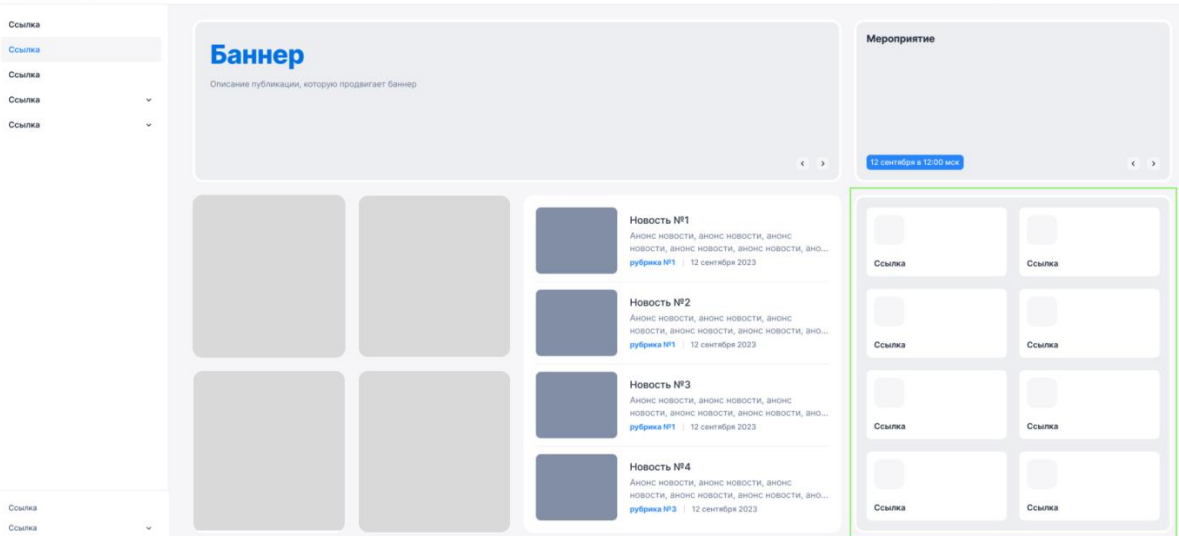 Ссылка
Ссылка
Ссылка
Ссылка
Ссылка
Баннер
Описание публикации, которую продвигает баннер
Мероприятие
12 сентября в 12:00 мск
Новость №1
Анонс новости, анонс новости, анонс
новости, анонс новости, анонс новости, ано...
рубрика №1 | 12 сентября 2023
Новость №2
Анонс новости, анонс новости, анонс
новости, анонс новости, анонс новости, ано...
рубрика №1 | 12 сентября 2023
Новость №3
Анонс новости, анонс новости, анонс
новости, анонс новости, анонс новости, ано...
рубрика №1 | 12 сентября 2023
Новость №4
Анонс новости, анонс новости, анонс
новости, анонс новости, анонс новости, ано...
рубрика №3 | 12 сентября 2023
Ссылка
Ссылка
Ссылка
Ссылка
Ссылка
Ссылка
Ссылка
Ссылка
Ссылка
Ссылка